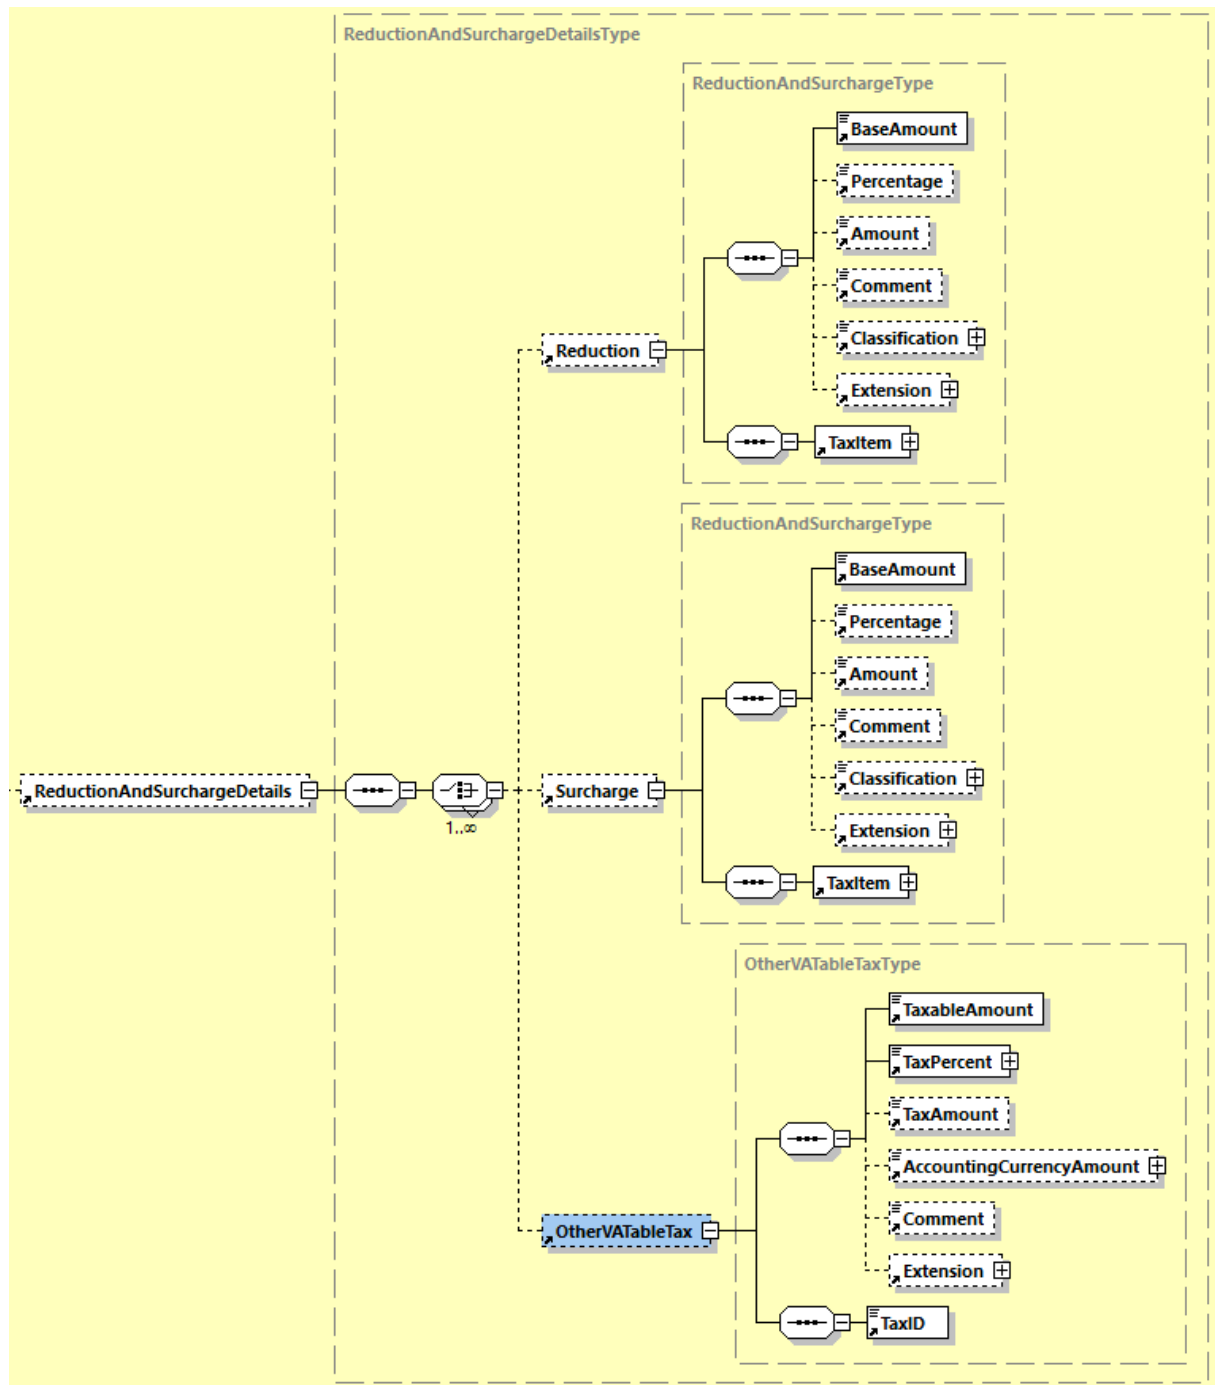 ReductionAndSurchargeDetailsType
ReductionAndSurchargeType
BaseAmount
Percentage
Amount
Comment
Classification
Extension
Reduction
TaxItem
ReductionAndSurchargeType
BaseAmount
Percentage
Amount
Comment
Classification
Extension
TaxItem
ReductionAndSurchargeDetails
1..∞
Surcharge
OtherVATableTaxType
TaxableAmount
TaxPercent
TaxAmount
AccountingCurrencyAmount
Comment
Extension
OtherVATableTax
TaxID